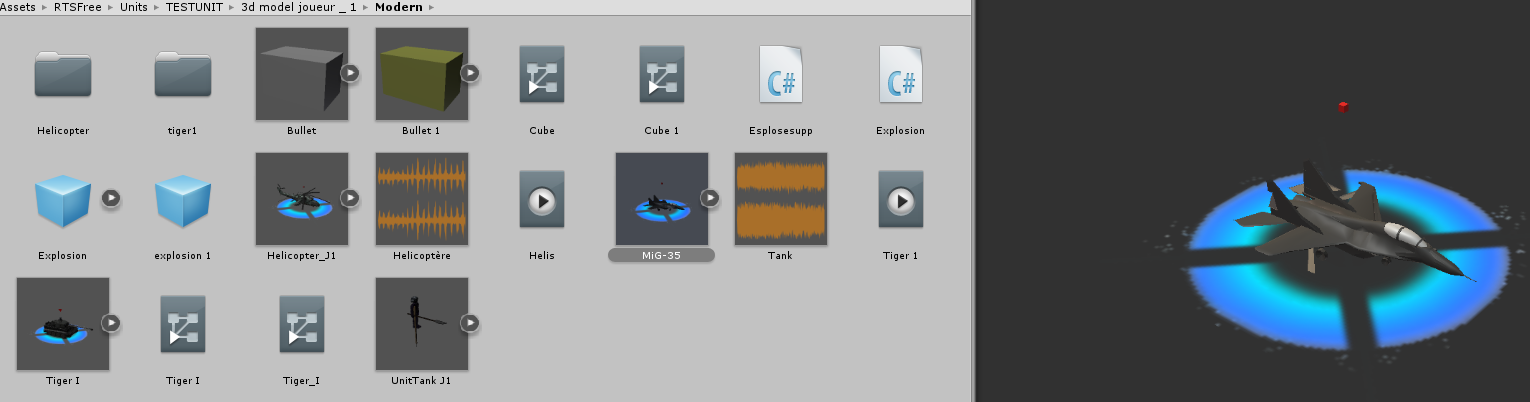 Assets ▸ RTSFree ▸ Units ▸ TESTUNIT ▸ 3d model joueur _ 1 ▸ Modern ▸
C# C#
Helicopter tiger1 Bullet Bullet 1 Cube Cube 1 Esplosesupp Explosion
Explosion explosion 1 Helicopter_J1 Helicoptère Helis MiG-35 Tank Tiger 1
Tiger I Tiger I Tiger_I UnitTank J1